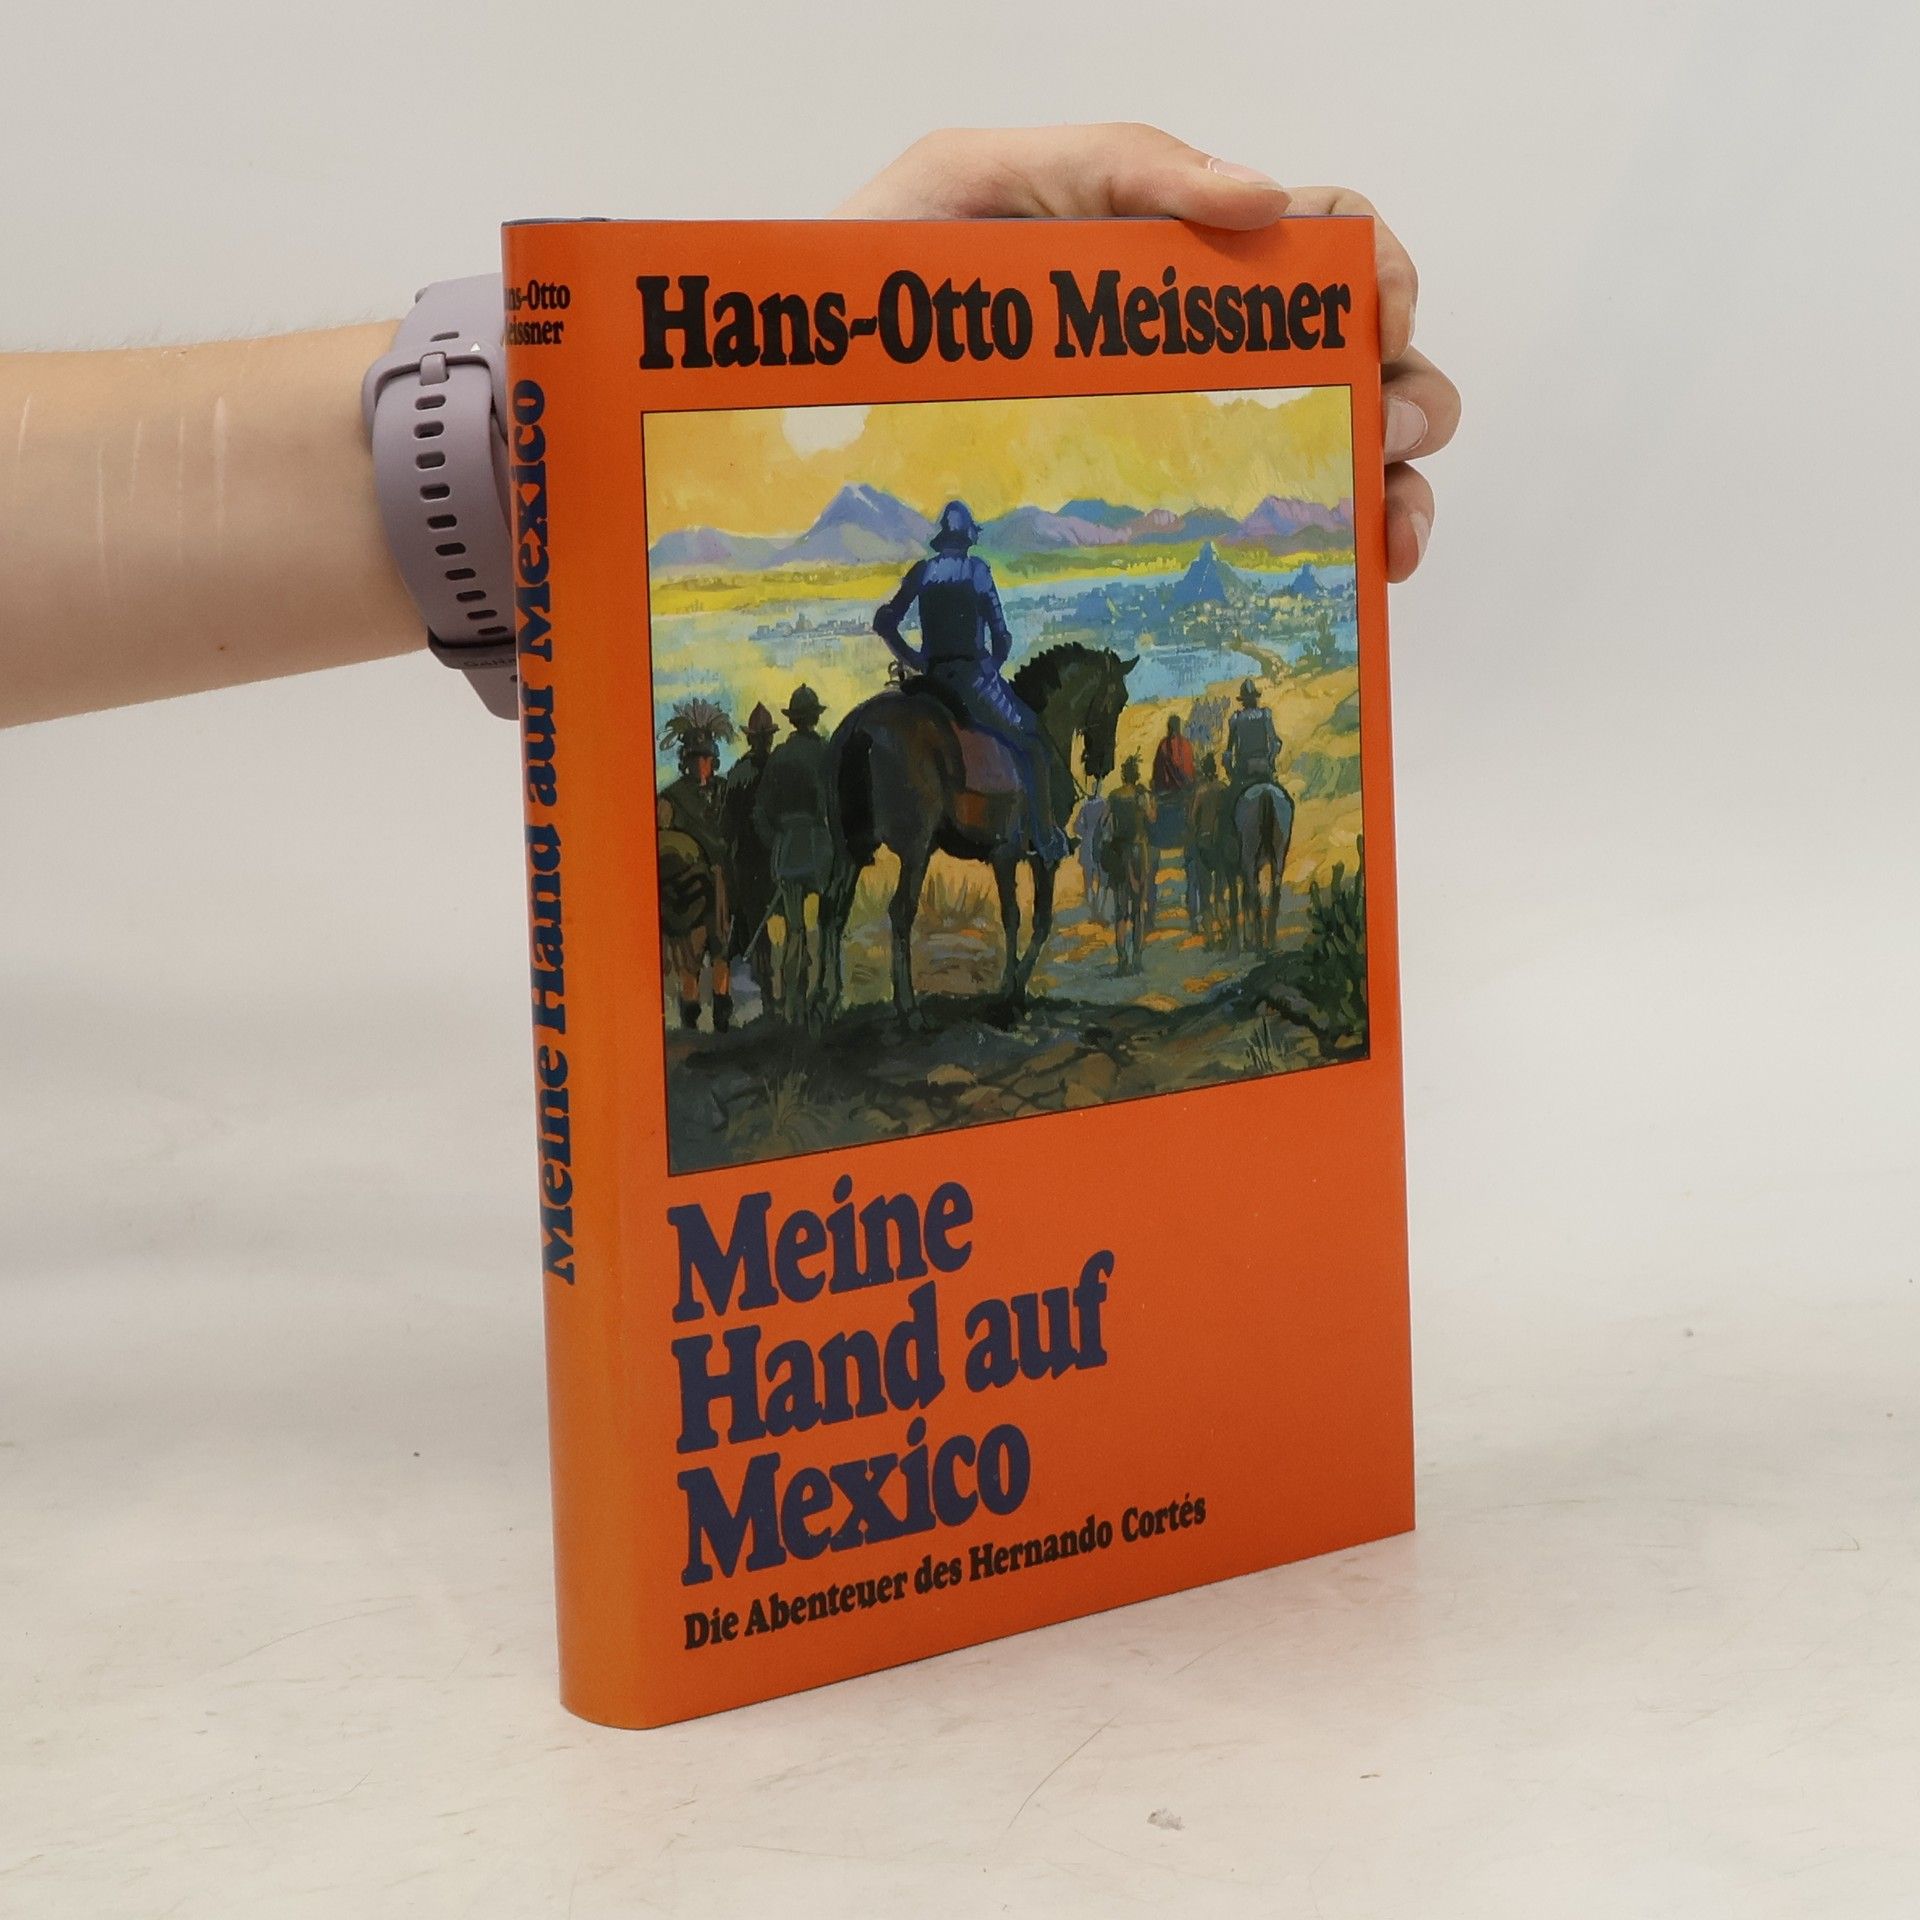 Hans-Otto Meissner
Meine
Hand auf
Mexico
Die Abenteuer des Hernando Cortés
Meine Hand auf Mexico